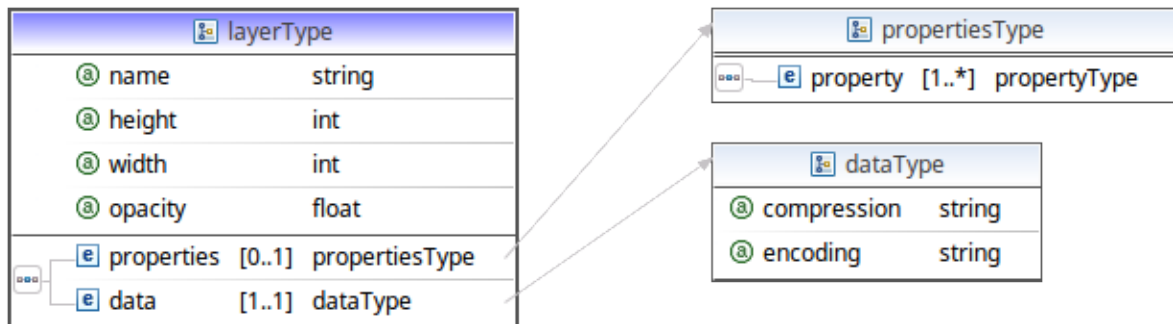 layerType
name string
height int
width int
opacity float
properties [0..1] propertiesType
data [1..1] dataType
propertiesType
property [1..*] propertyType
dataType
compression string
encoding string